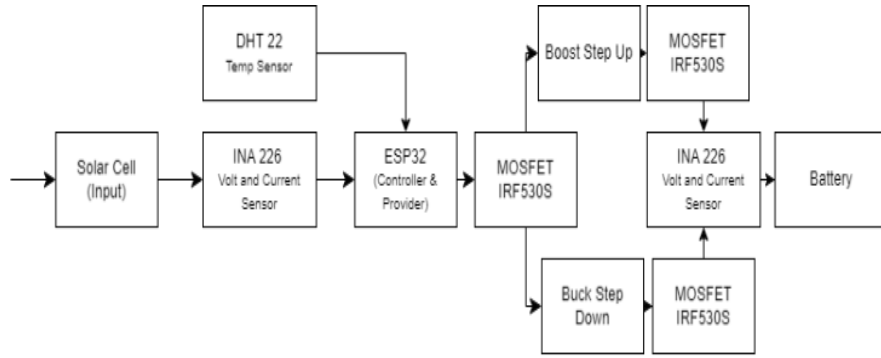 DHT 22
Temp Sensor
Boost Step Up
MOSFET
IRF530S
Solar Cell
(Input)
INA 226
Volt and Current
Sensor
ESP32
(Controller &
Provider)
MOSFET
IRF530S
INA 226
Volt and Current
Sensor
Battery
Buck Step
Down
MOSFET
IRF530S